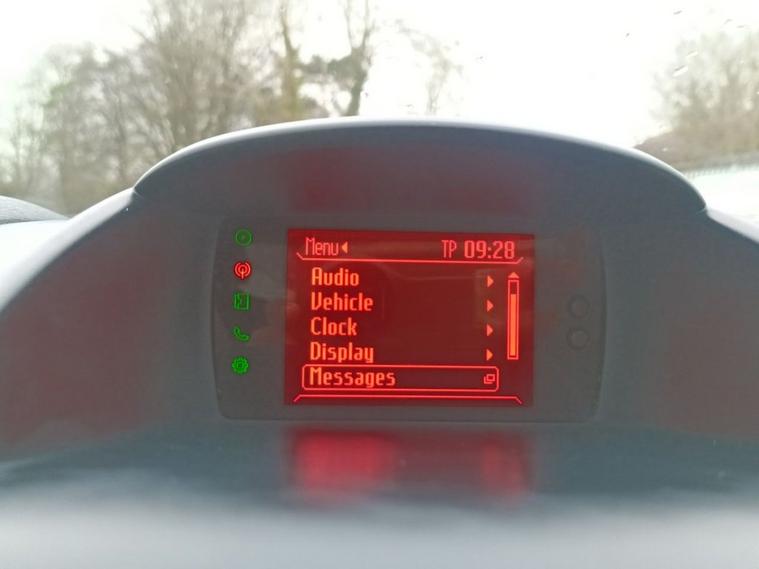 Menu TP 09:28
Audio
Vehicle
Clock
Display
Messages